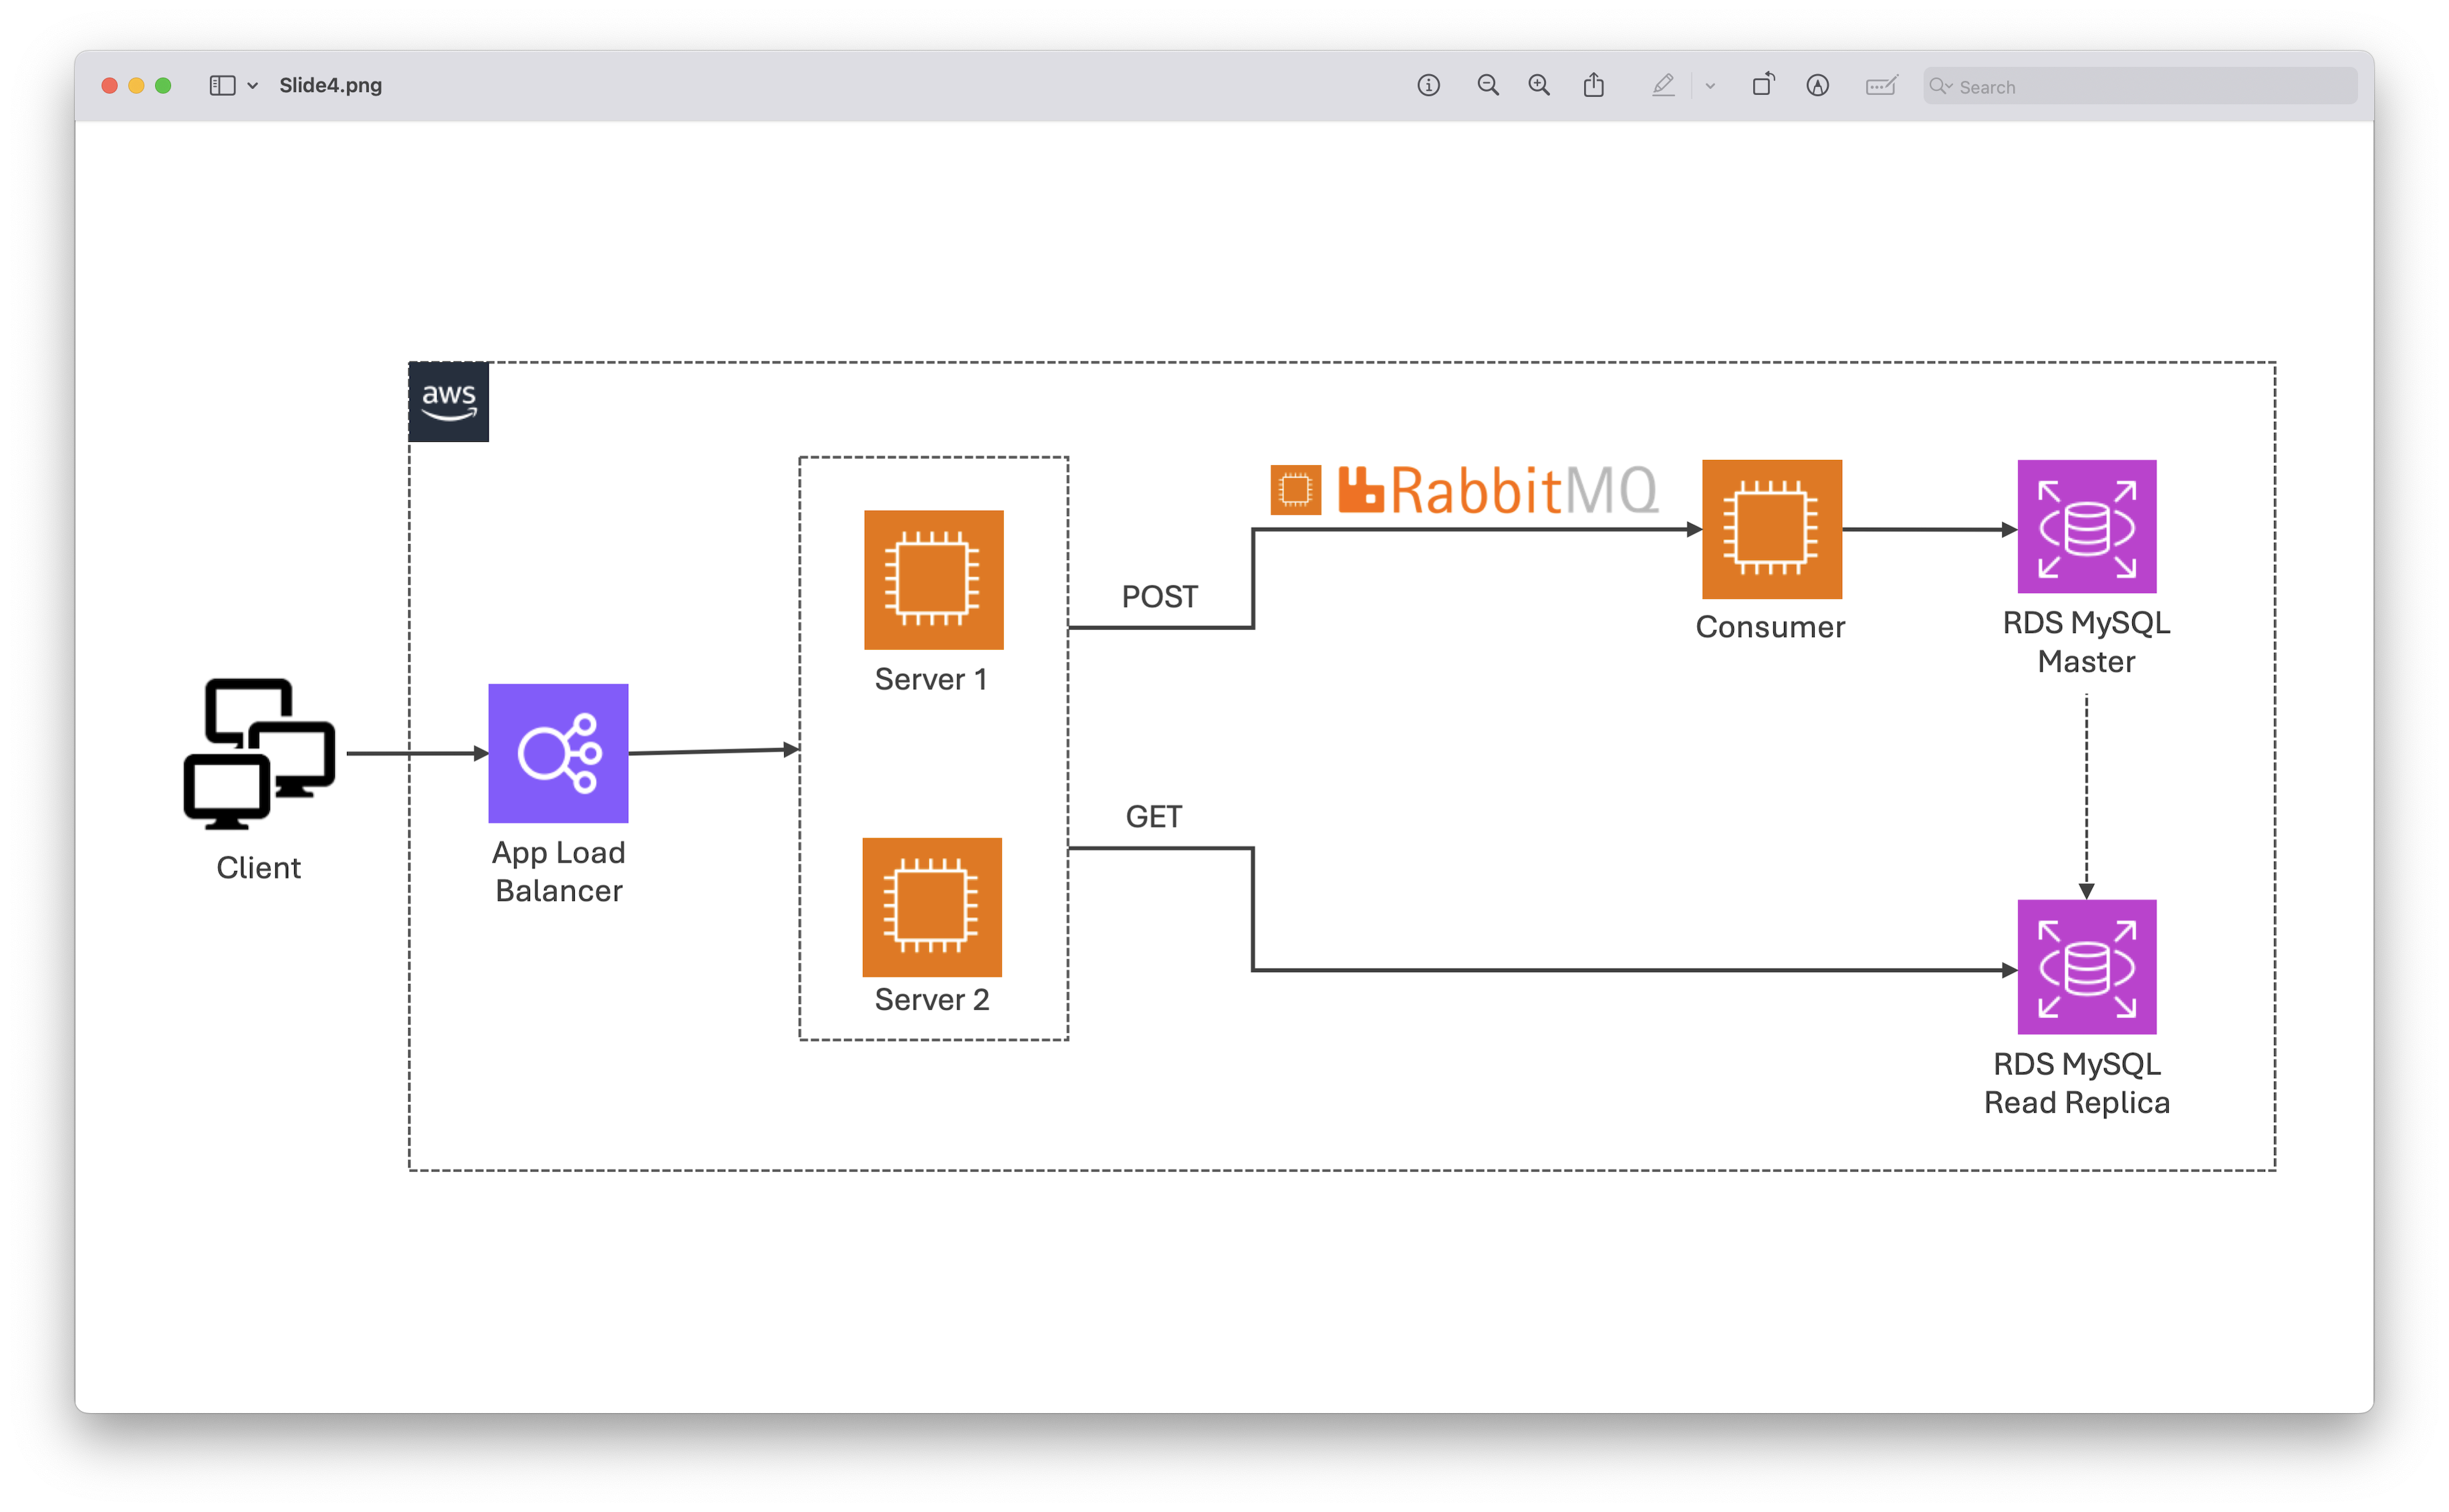 Slide4.png
Search
aws
RabbitMQ
POST
Consumer
RDS MySQL
Master
Server 1
Client
App Load
Balancer
GET
Server 2
RDS MySQL
Read Replica